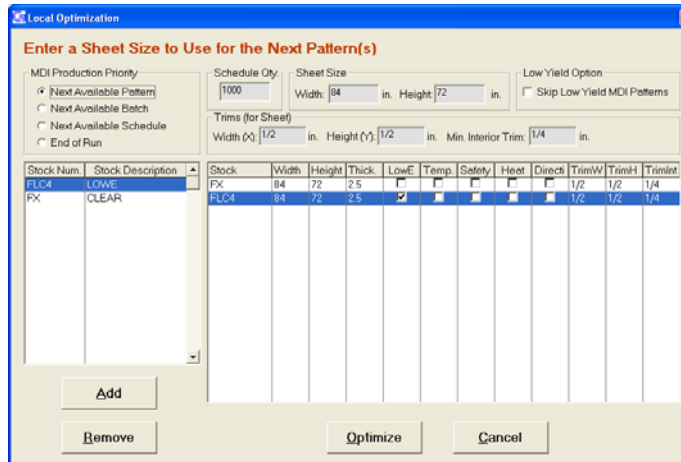 Local Optimization
Enter a Sheet Size to Use for the Next Pattern(s)
MDI Production Priority
Next Available Pattern
Next Available Batch
Next Available Schedule
End of Run
Schedule Qty.
1000
Sheet Size
Width: 84 in. Height: 72 in.
Low Yield Option
Skip Low Yield MDI Patterns
Trims (for Sheet)
Width (X): 1/2 in. Height (Y): 1/2 in. Min. Interior Trim: 1/4 in.
Stock Num. Stock Description
FLC4 LOWE
FX CLEAR
Stock Width Height Thick. LowE Temp. Safety Heat Directi TrimW TrimH TrimInt
FX 84 72 2.5 1/2 1/2 1/4
FLC4 84 72 2.5 1/2 1/2 1/4
Add
Remove
Optimize
Cancel